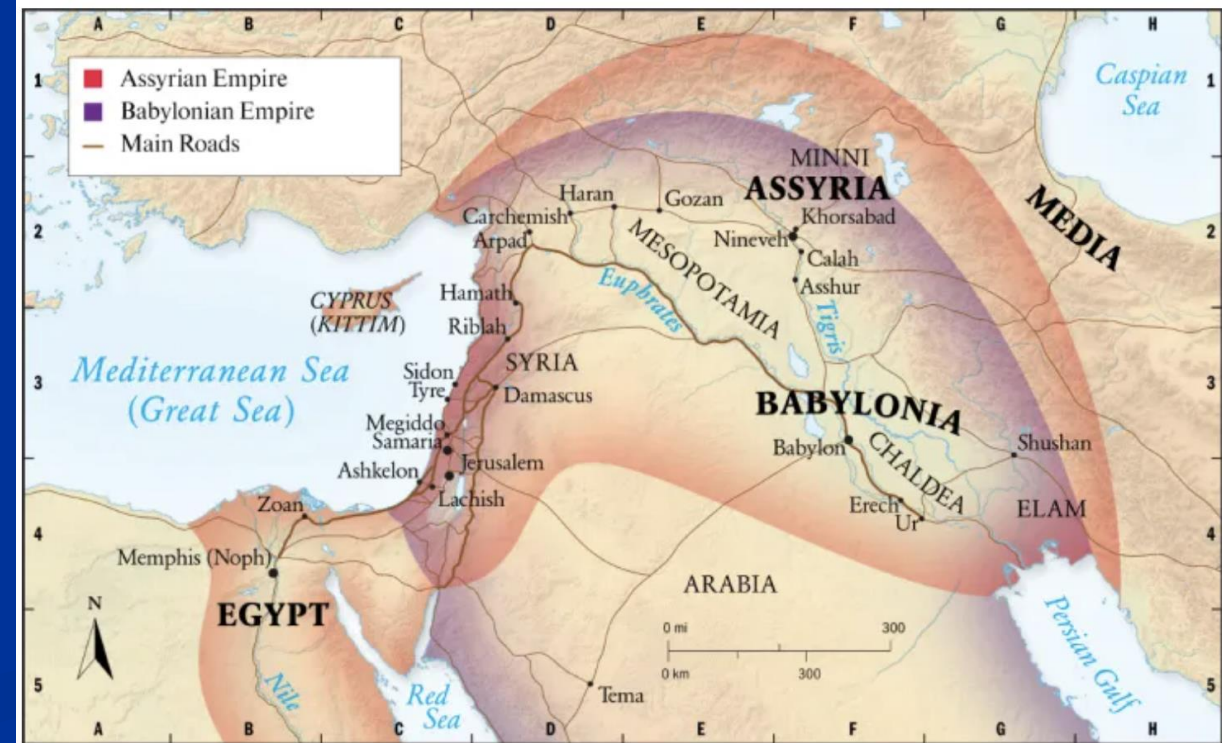 A B C D E F G H
1 1
2 2
3 3
4 4
5 5
Assyrian Empire
Babylonian Empire
Main Roads
Caspian
Sea
MINNI
ASSYRIA
MEDIA
Haran
Gozan
Khorsabad
Carchemish
Arpad
Nineveh
Calah
MESOPOTAMIA
Asshur
Euphrales
Tigris
CYPRUS
(KITTIM)
Hamath
Riblah
SYRIA
Mediterranean Sea
(Great Sea)
Sidon
Tyre
Damascus
BABYLONIA
Megiddo
Samaria
Babylon
CHALDEA
Shushan
Ashkelon
Jerusalem
Lachish
Zoan
Erech
Ur
ELAM
Memphis (Noph)
ARABIA
EGYPT
N
0 mi 300
0 km 300
Persian Gulf
Nile
Red
Sea
Tema
A B C D E F G H